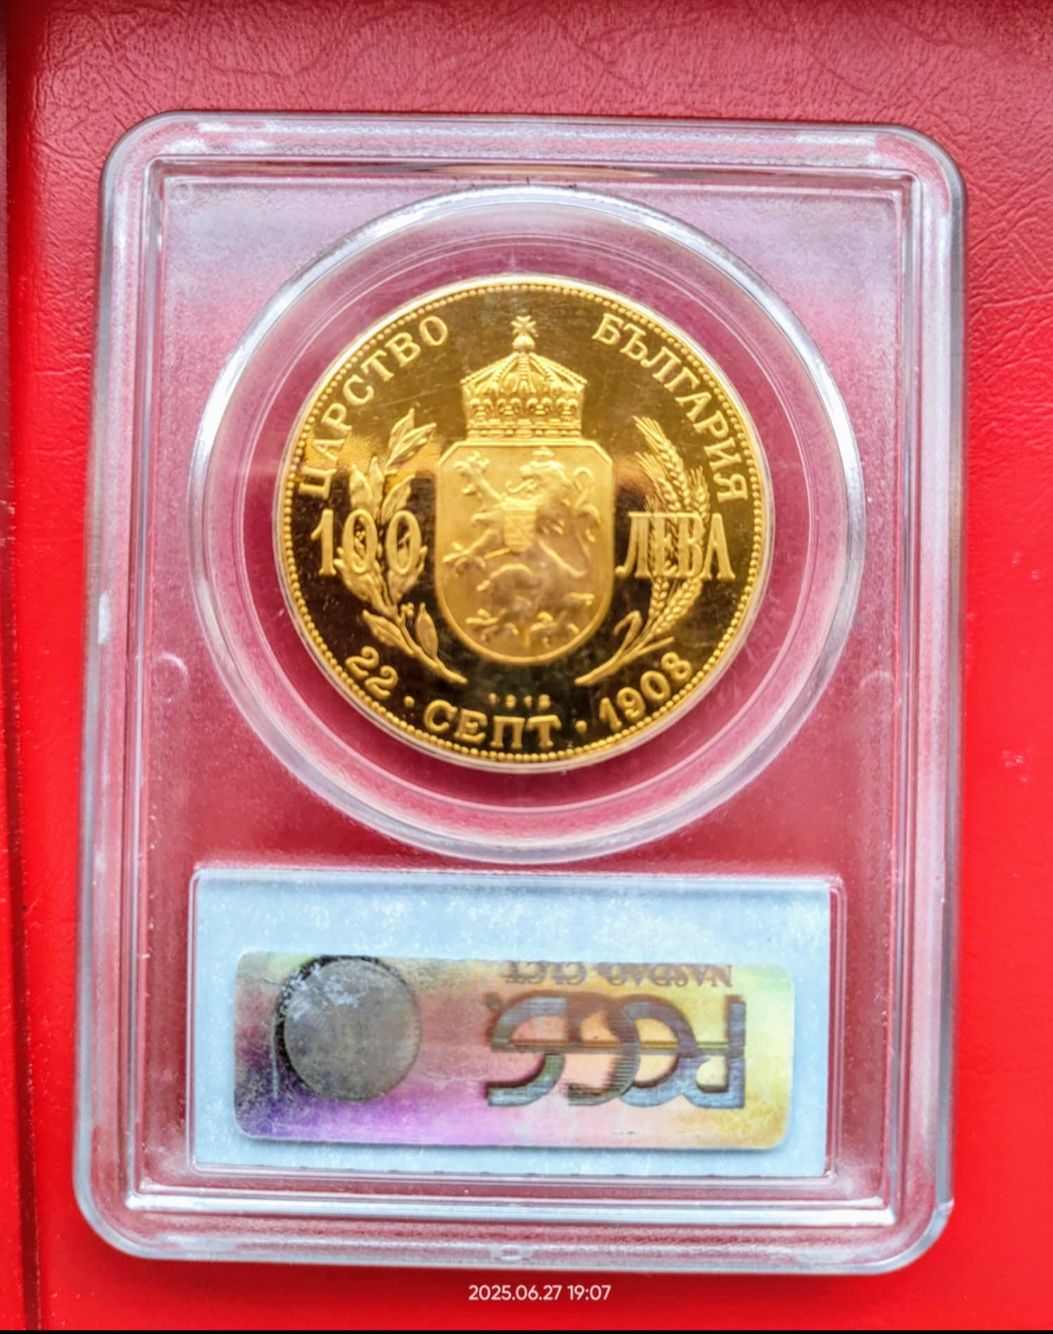 ЦАРСТВО БЪЛГАРИЯ
100 ЛЕВА
1912
22 · СЕПТ · 1908
NASDAQ: CLCT
PCGS
2025.06.27 19:07